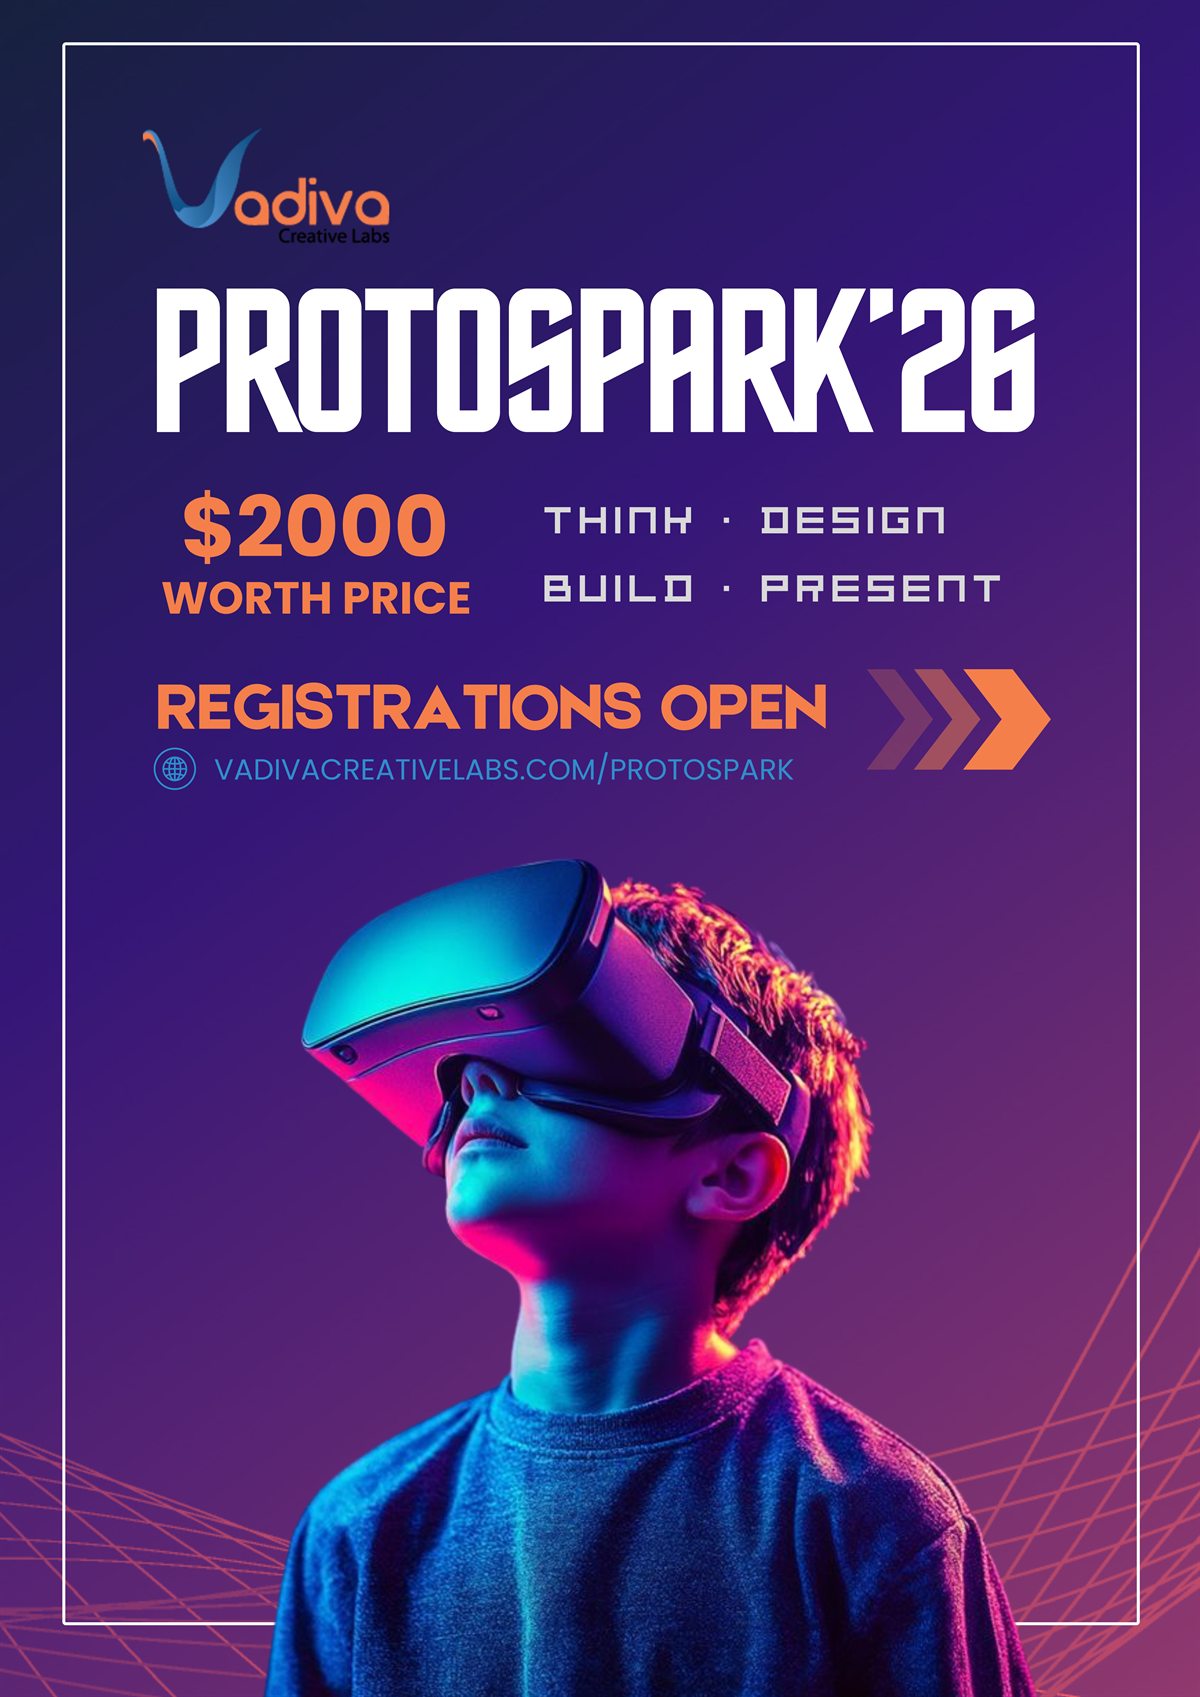 Vadiva
Creative Labs
PROTOSPARK'26
$2000
WORTH PRICE
THINK · DESIGN
BUILD · PRESENT
REGISTRATIONS OPEN
VADIVACREATIVELABS.COM/PROTOSPARK